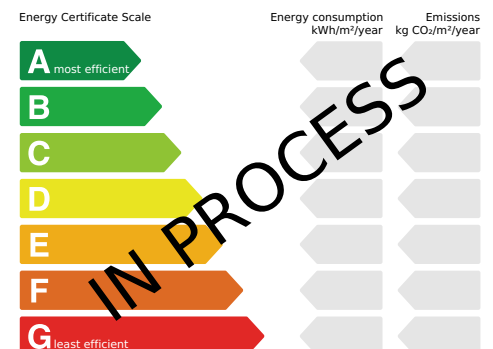 Energy Certificate Scale
Energy consumption
kWh/m²/year
Emissions
kg CO₂/m²/year
A most efficient
B
C
D
E
F
G least efficient
IN PROCESS